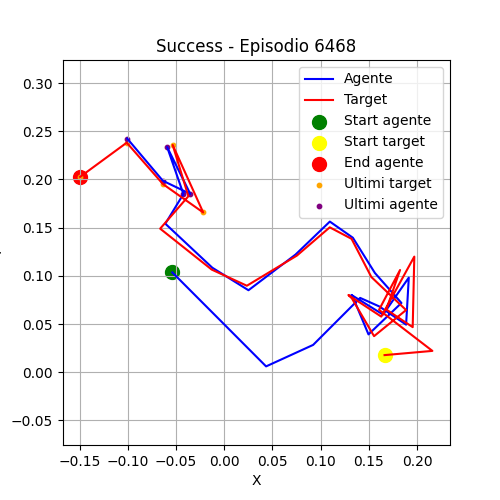 Success - Episodio 6468
Agente
Target
Start agente
Start target
End agente
Ultimi target
Ultimi agente
0.30
0.25
0.20
0.15
0.10
0.05
0.00
−0.05
−0.15 −0.10 −0.05 0.00 0.05 0.10 0.15 0.20
X